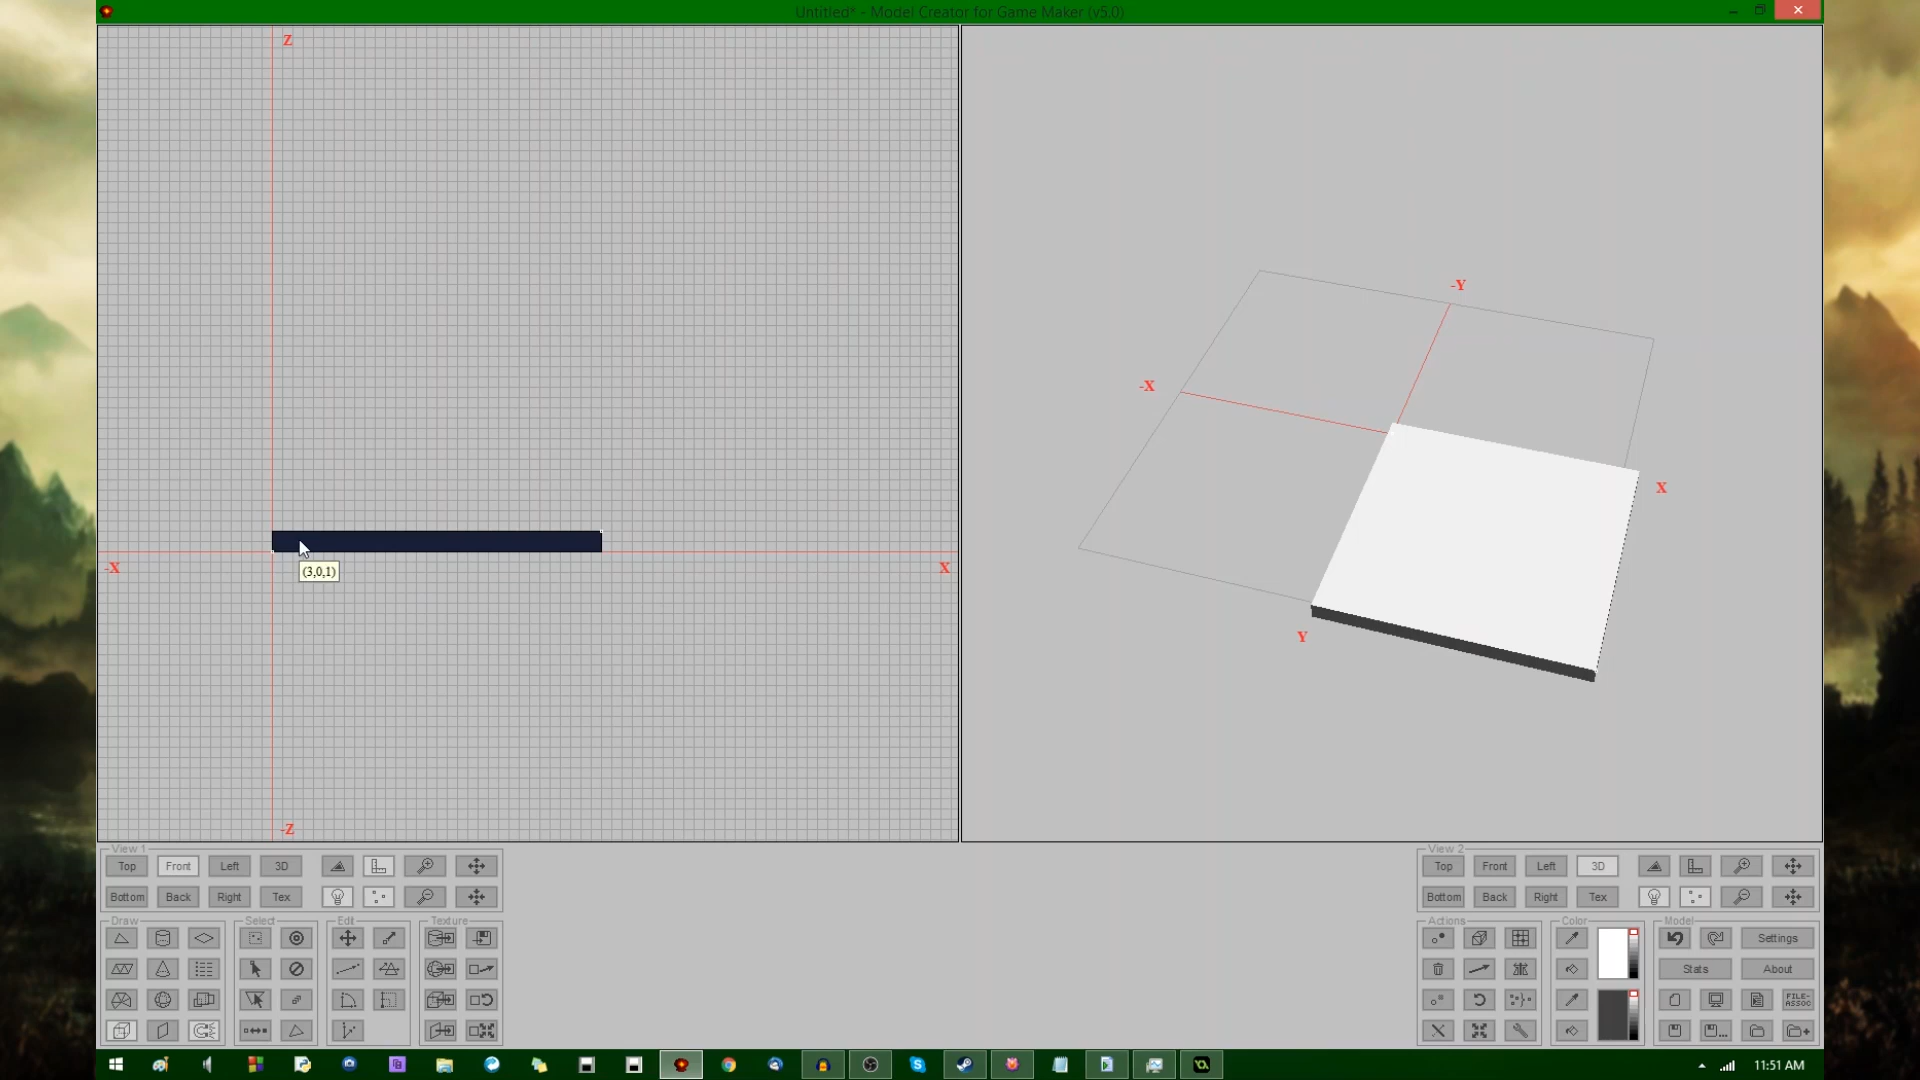 Untitled* - Model Creator for Game Maker (v5.0)
Z
-X
X
(3,0,1)
-Z
-Y
-X
X
Y
View 1
Top Front Left 3D
Bottom Back Right Tex
Draw Select Edit Texture
View 2
Top Front Left 3D
Bottom Back Right Tex
Actions Color Model
Settings
Stats About
FILE-
ASSOC
11:51 AM